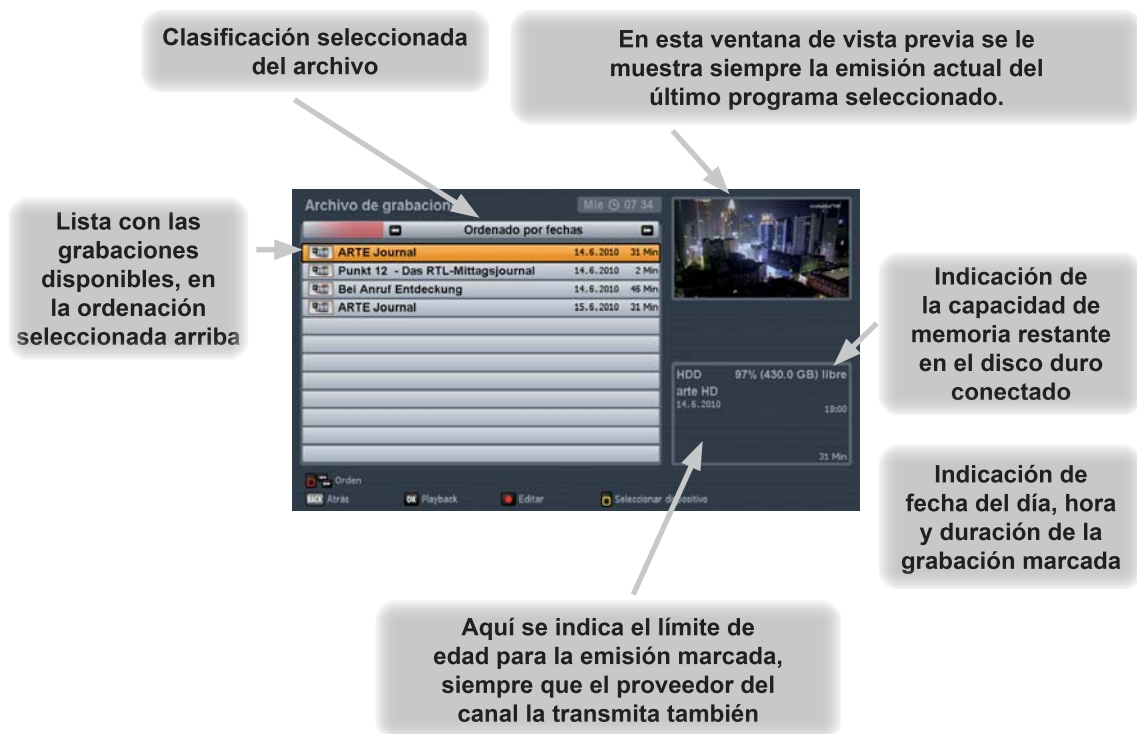 Clasificación seleccionada
del archivo
En esta ventana de vista previa se le
muestra siempre la emisión actual del
último programa seleccionado.
Lista con las
grabaciones
disponibles, en
la ordenación
seleccionada arriba
Archivo de grabacion
Mie 07 34
Ordenado por fechas
ARTE Journal 14.6.2010 31 Min
Punkt 12 - Das RTL-Mittagsjournal 14.6.2010 2 Min
Bei Anruf Entdeckung 14.6.2010 46 Min
ARTE Journal 15.6.2010 31 Min
HDD 97% (430.0 GB) libre
arte HD
14.6.2010 19:00
31 Min
Orden
BACK Atrás OK Playback Editar Seleccionar dispositivo
Indicación de
la capacidad de
memoria restante
en el disco duro
conectado
Indicación de
fecha del día, hora
y duración de la
grabación marcada
Aquí se indica el límite de
edad para la emisión marcada,
siempre que el proveedor del
canal la transmita también